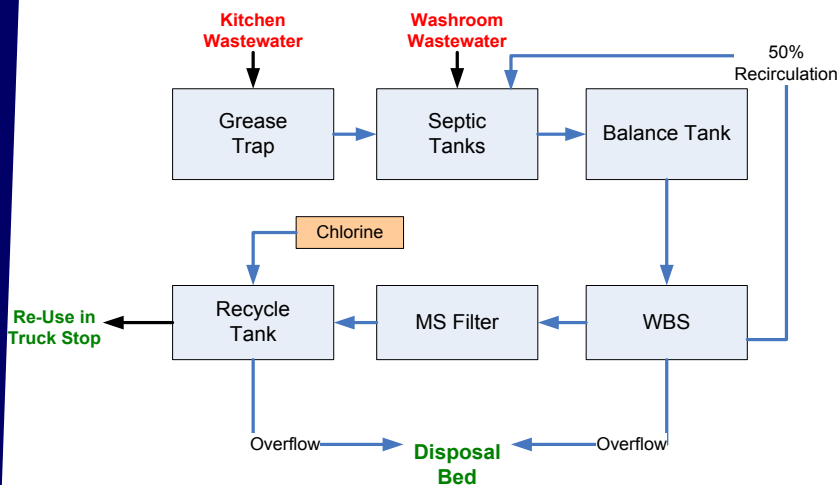 Kitchen
Wastewater
Washroom
Wastewater
50%
Recirculation
Grease
Trap
Septic
Tanks
Balance Tank
Chlorine
Re-Use in
Truck Stop
Recycle
Tank
MS Filter
WBS
Overflow
Disposal
Bed
Overflow